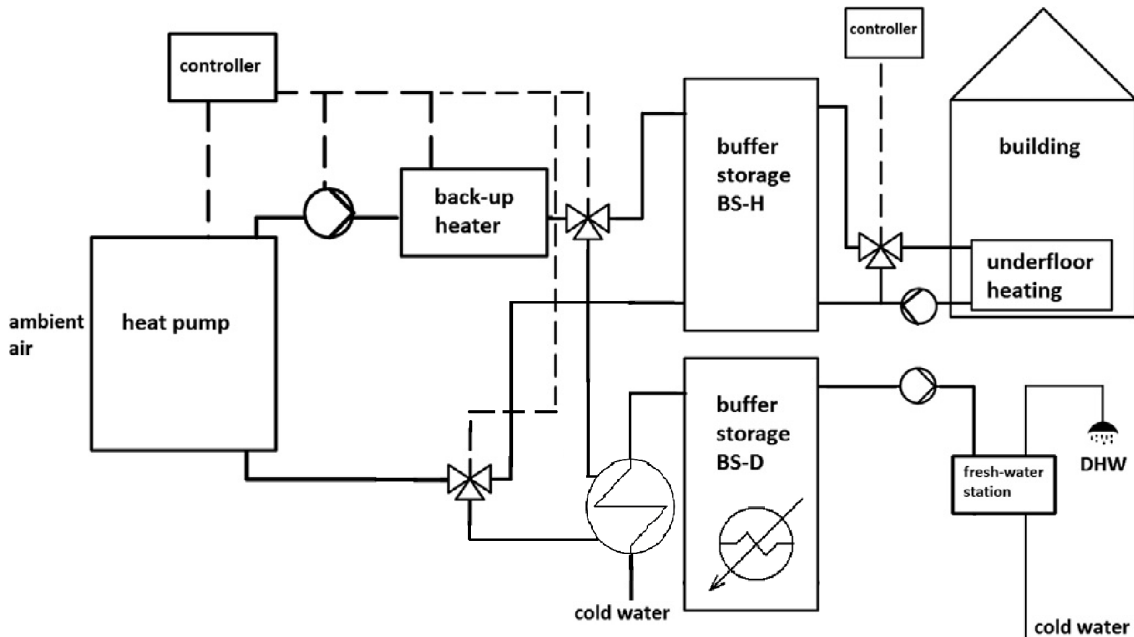 controller
controller
buffer
storage
BS-H
building
back-up
heater
underfloor
heating
ambient
air
heat pump
buffer
storage
BS-D
fresh-water
station
DHW
cold water
cold water